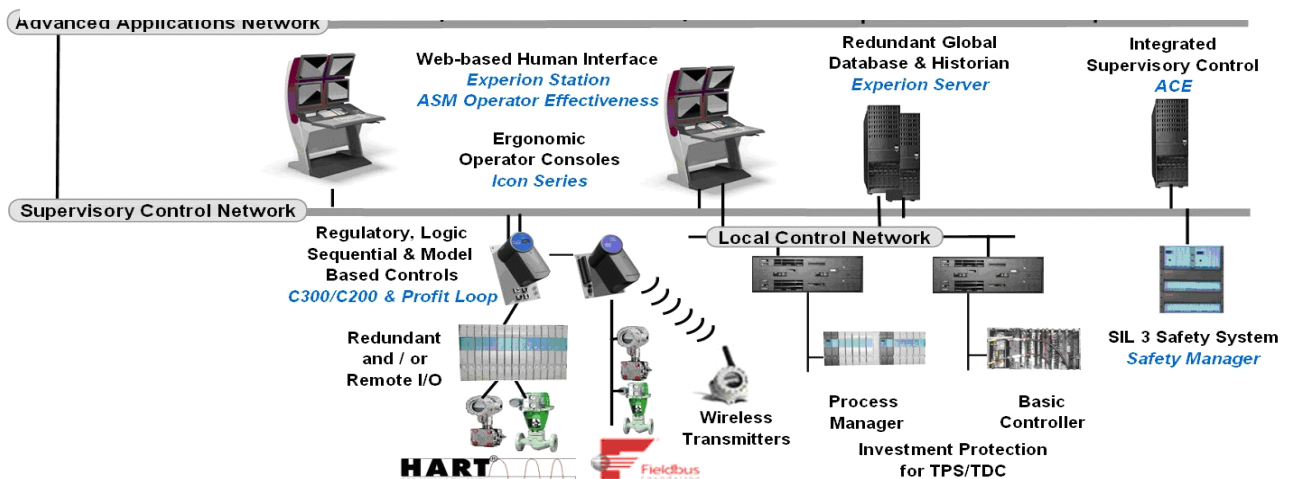 Advanced Applications Network
Web-based Human Interface
Experion Station
ASM Operator Effectiveness
Ergonomic
Operator Consoles
Icon Series
Redundant Global
Database & Historian
Experion Server
Integrated
Supervisory Control
ACE
Supervisory Control Network
Regulatory, Logic
Sequential & Model
Based Controls
C300/C200 & Profit Loop
Local Control Network
Redundant
and / or
Remote I/O
Wireless
Transmitters
Process
Manager
Basic
Controller
Investment Protection
for TPS/TDC
SIL 3 Safety System
Safety Manager
HART®
Fieldbus